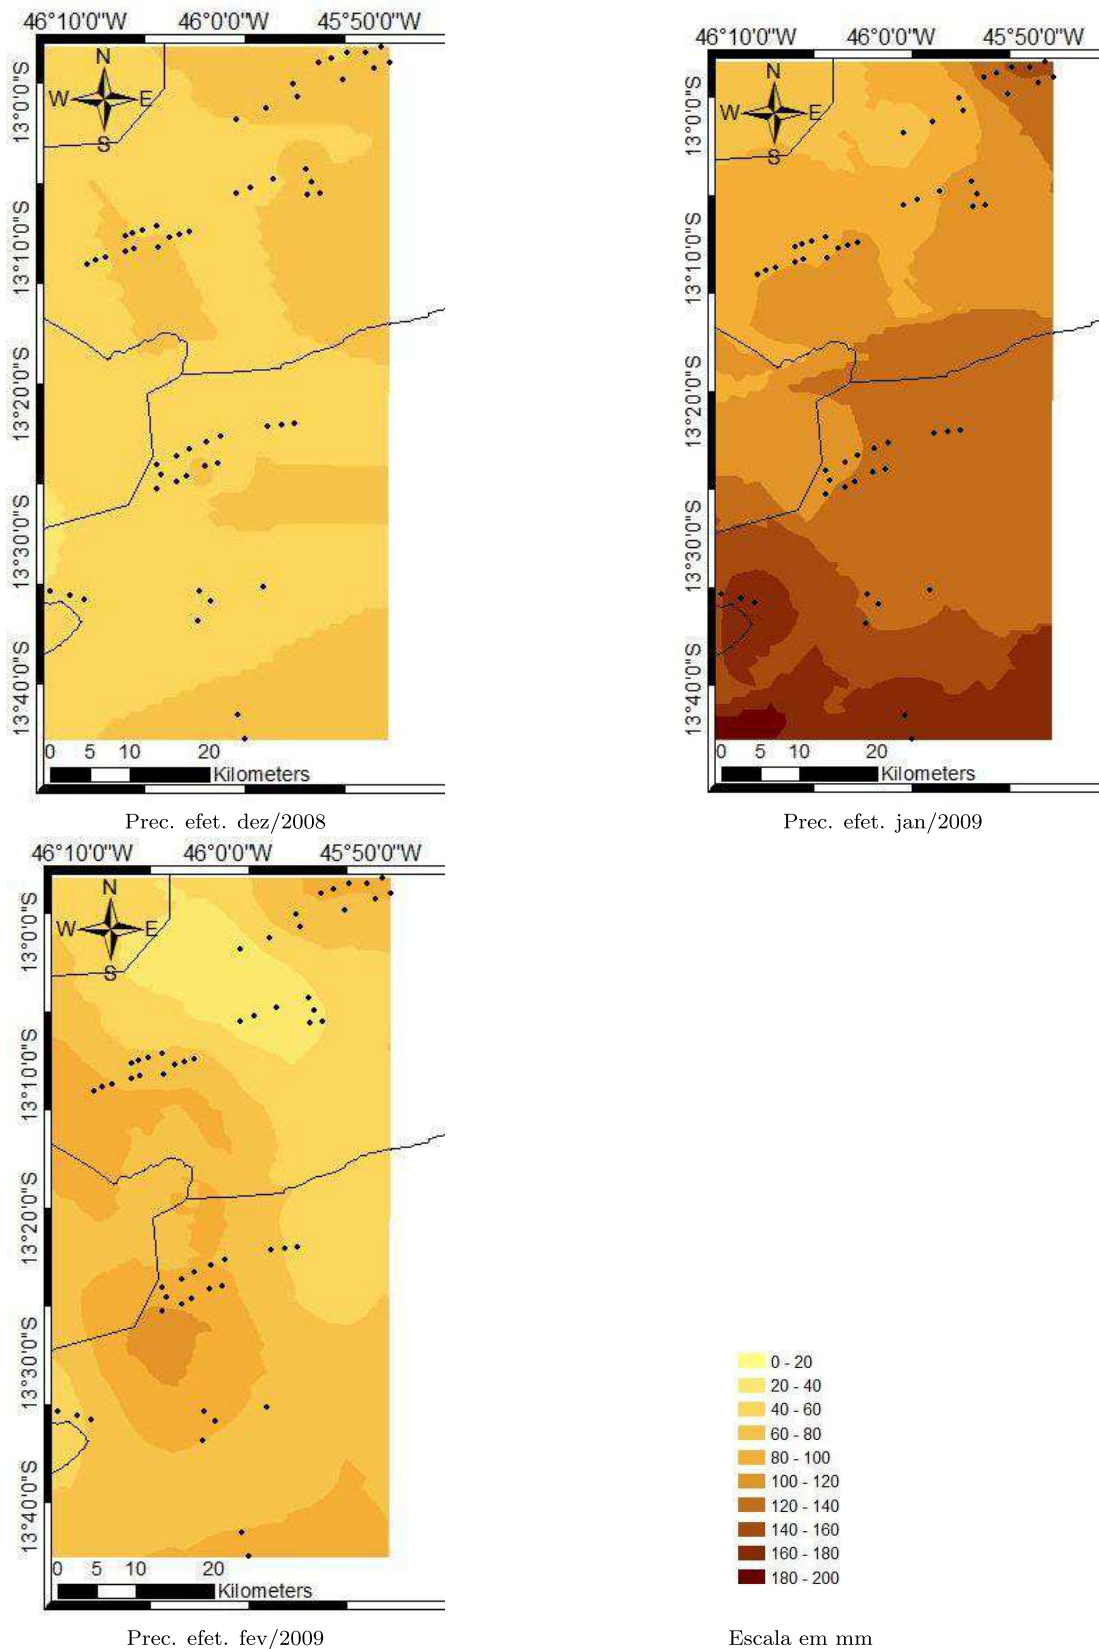 46°10'0"W 46°0'0"W 45°50'0"W
N
W E
S
13°0'0"S
13°10'0"S
13°20'0"S
13°30'0"S
13°40'0"S
0 5 10 20
Kilometers
Prec. efet. dez/2008
46°10'0"W 46°0'0"W 45°50'0"W
N
W E
S
13°0'0"S
13°10'0"S
13°20'0"S
13°30'0"S
13°40'0"S
0 5 10 20
Kilometers
Prec. efet. jan/2009
46°10'0"W 46°0'0"W 45°50'0"W
N
W E
S
13°0'0"S
13°10'0"S
13°20'0"S
13°30'0"S
13°40'0"S
0 5 10 20
Kilometers
Prec. efet. fev/2009
0 - 20
20 - 40
40 - 60
60 - 80
80 - 100
100 - 120
120 - 140
140 - 160
160 - 180
180 - 200
Escala em mm